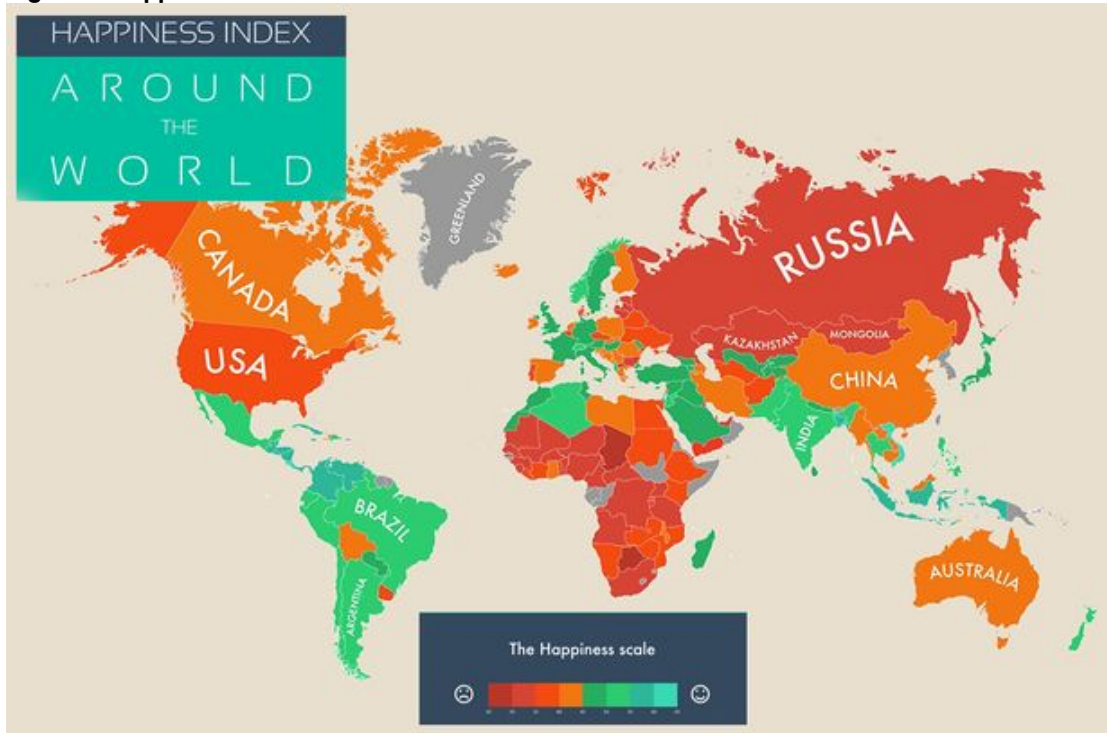 HAPPINESS INDEX
AROUND
THE
WORLD
GREENLAND
CANADA
RUSSIA
USA
KAZAKHSTAN
MONGOLIA
CHINA
INDIA
BRAZIL
ARGENTINA
AUSTRALIA
The Happiness scale